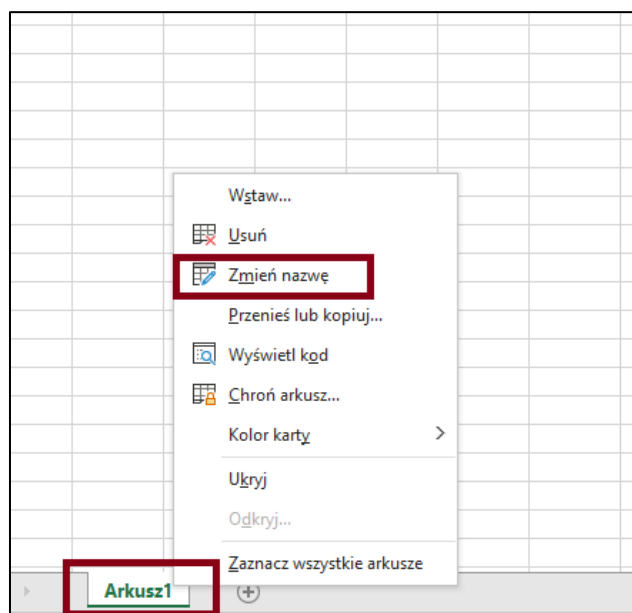 Wstaw...
Usuń
Zmień nazwę
Przenieś lub kopiuj...
Wyświetl kod
Chroń arkusz...
Kolor karty
Ukryj
Odkryj...
Zaznacz wszystkie arkusze
Arkusz1